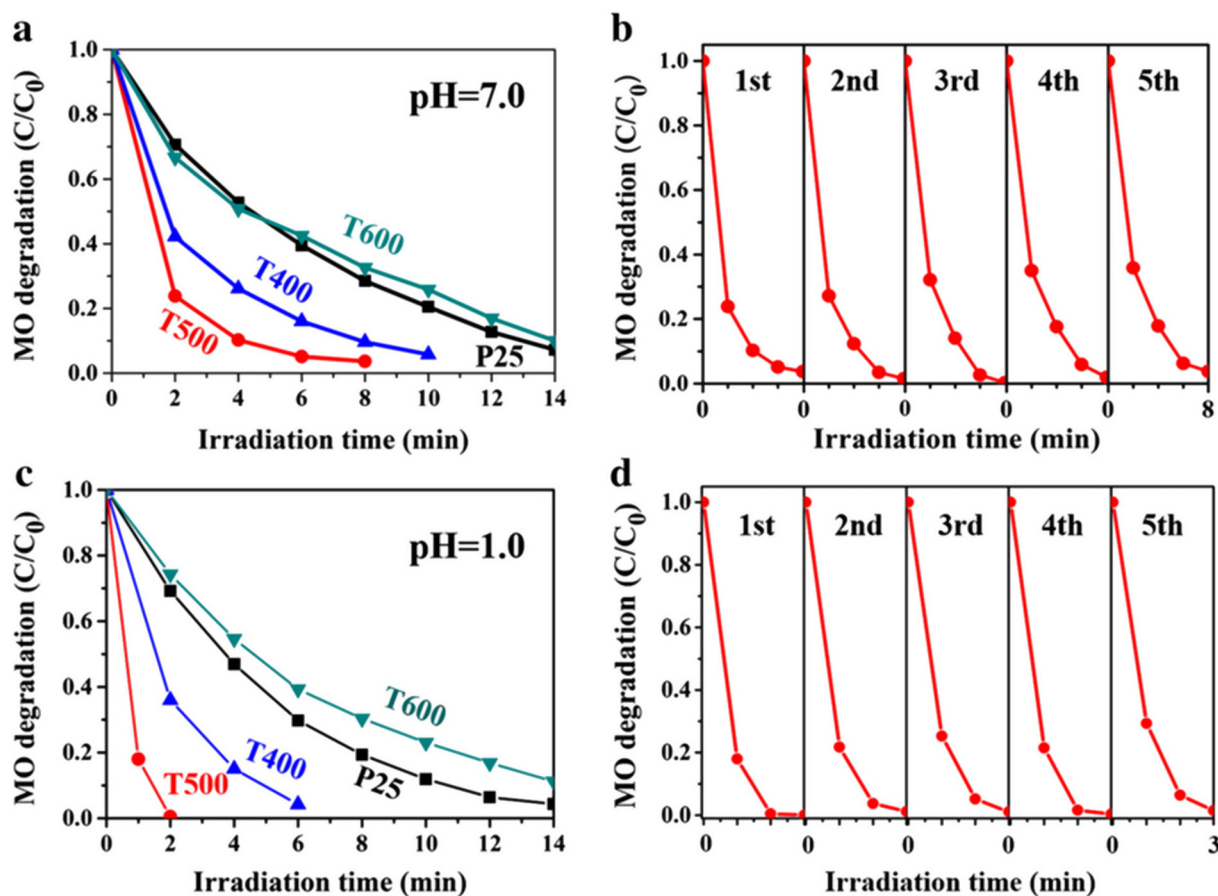 a
MO degradation (C/C0)
1.0
0.8
0.6
0.4
0.2
0.0
pH=7.0
T600
T400
T500
P25
0 2 4 6 8 10 12 14
Irradiation time (min)
b
MO degradation (C/C0)
1.0
0.8
0.6
0.4
0.2
0.0
1st 2nd 3rd 4th 5th
0 0 0 0 0 8
Irradiation time (min)
c
MO degradation (C/C0)
1.0
0.8
0.6
0.4
0.2
0.0
pH=1.0
T600
T400
P25
T500
0 2 4 6 8 10 12 14
Irradiation time (min)
d
MO degradation (C/C0)
1.0
0.8
0.6
0.4
0.2
0.0
1st 2nd 3rd 4th 5th
0 0 0 0 0 3
Irradiation time (min)